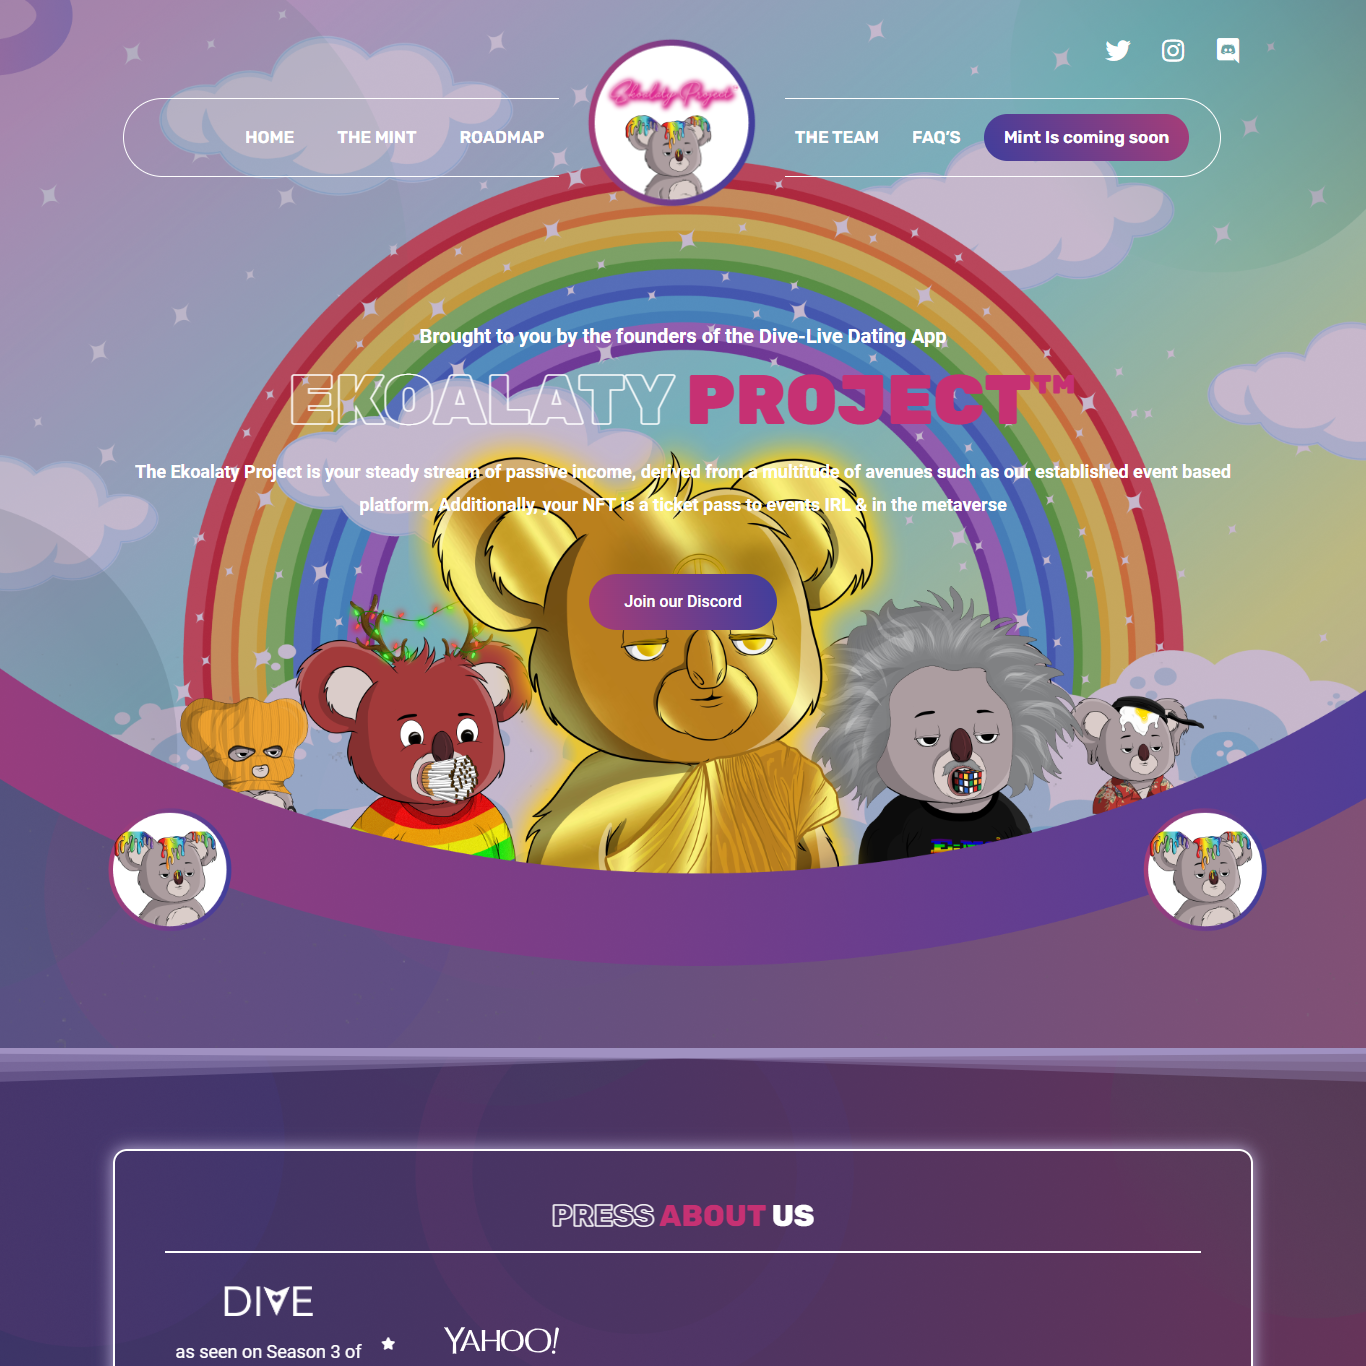 Ekoalaty Project
HOME
THE MINT
ROADMAP
THE TEAM
FAQ'S
Mint Is coming soon
Brought to you by the founders of the Dive-Live Dating App
EKOALATY PROJECT™
The Ekoalaty Project is your steady stream of passive income, derived from a multitude of avenues such as our established event based
platform. Additionally, your NFT is a ticket pass to events IRL & in the metaverse
Join our Discord
PRESS ABOUT US
DIVE
as seen on Season 3 of
YAHOO!